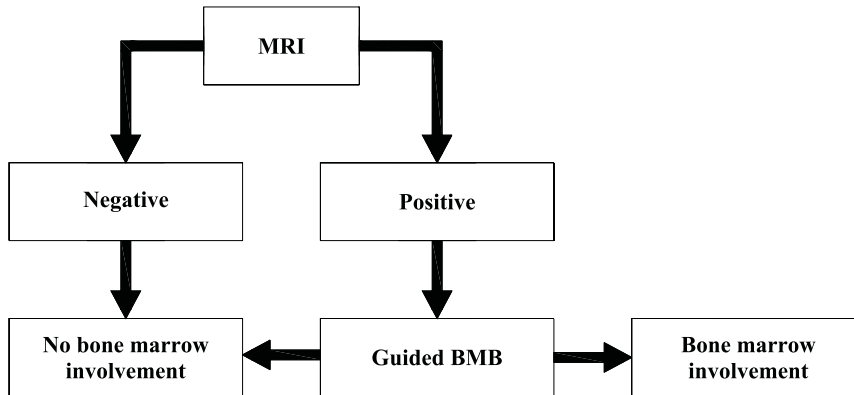 MRI
Negative
Positive
No bone marrow
involvement
Guided BMB
Bone marrow
involvement